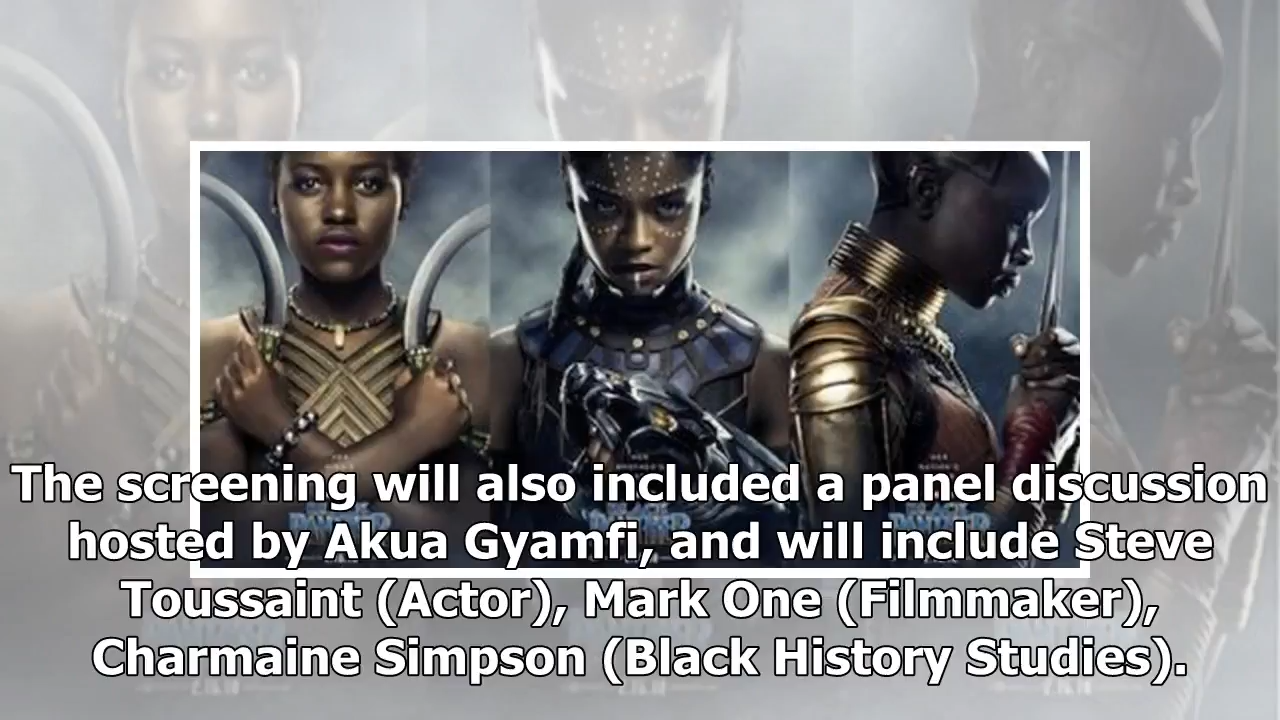 The screening will also included a panel discussion
hosted by Akua Gyamfi, and will include Steve
Toussaint (Actor), Mark One (Filmmaker),
Charmaine Simpson (Black History Studies).